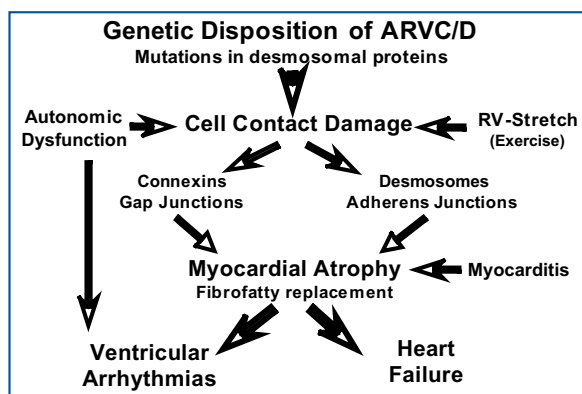 Genetic Disposition of ARVC/D
Mutations in desmosomal proteins
Autonomic
Dysfunction
Cell Contact Damage
RV-Stretch
(Exercise)
Connexins
Gap Junctions
Desmosomes
Adherens Junctions
Myocardial Atrophy
Fibrofatty replacement
Myocarditis
Ventricular
Arrhythmias
Heart
Failure